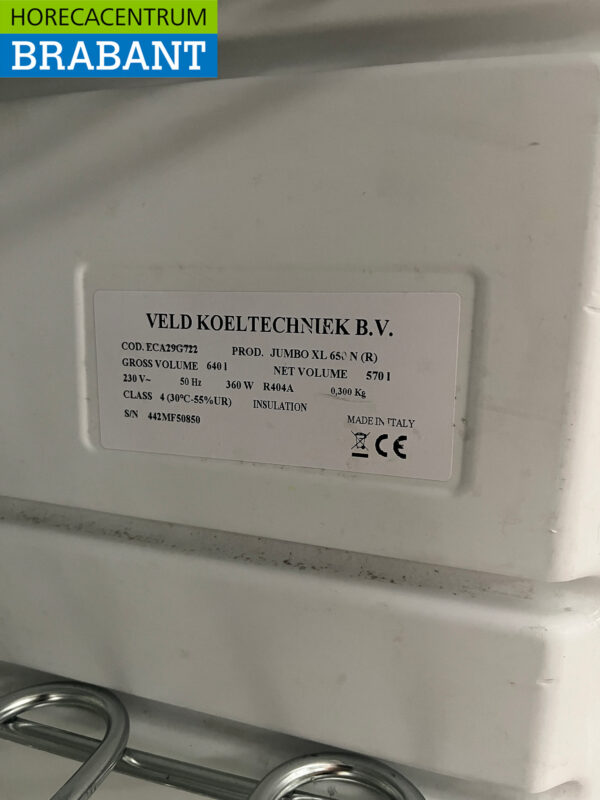 HORECACENTRUM
BRABANT
VELD KOELTECHNIEK B.V.
COD. ECA29G722 PROD. JUMBO XL 650 N (R)
GROSS VOLUME 640 l NET VOLUME 570 l
230 V~ 50 Hz 360 W R404A 0,300 Kg
CLASS 4 (30°C-55%UR) INSULATION
S/N 442MF50850 MADE IN ITALY
CE